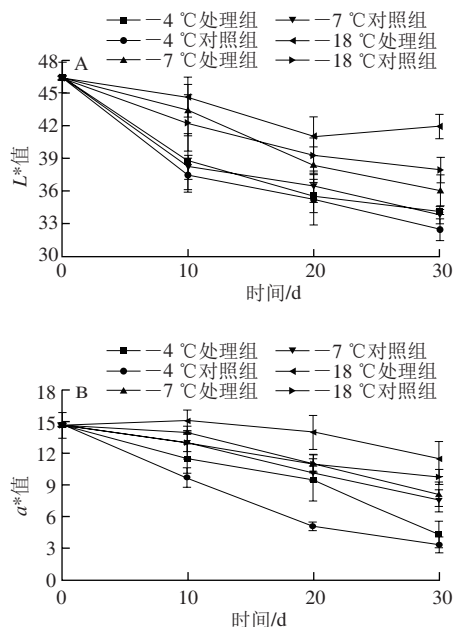 −4 ℃处理组 −7 ℃对照组
−4 ℃对照组 −18 ℃处理组
−7 ℃处理组 −18 ℃对照组
A
48
45
42
39
36
33
30
L*值
0 10 20 30
时间/d
−4 ℃处理组 −7 ℃对照组
−4 ℃对照组 −18 ℃处理组
−7 ℃处理组 −18 ℃对照组
B
18
15
12
9
6
3
0
a*值
0 10 20 30
时间/d